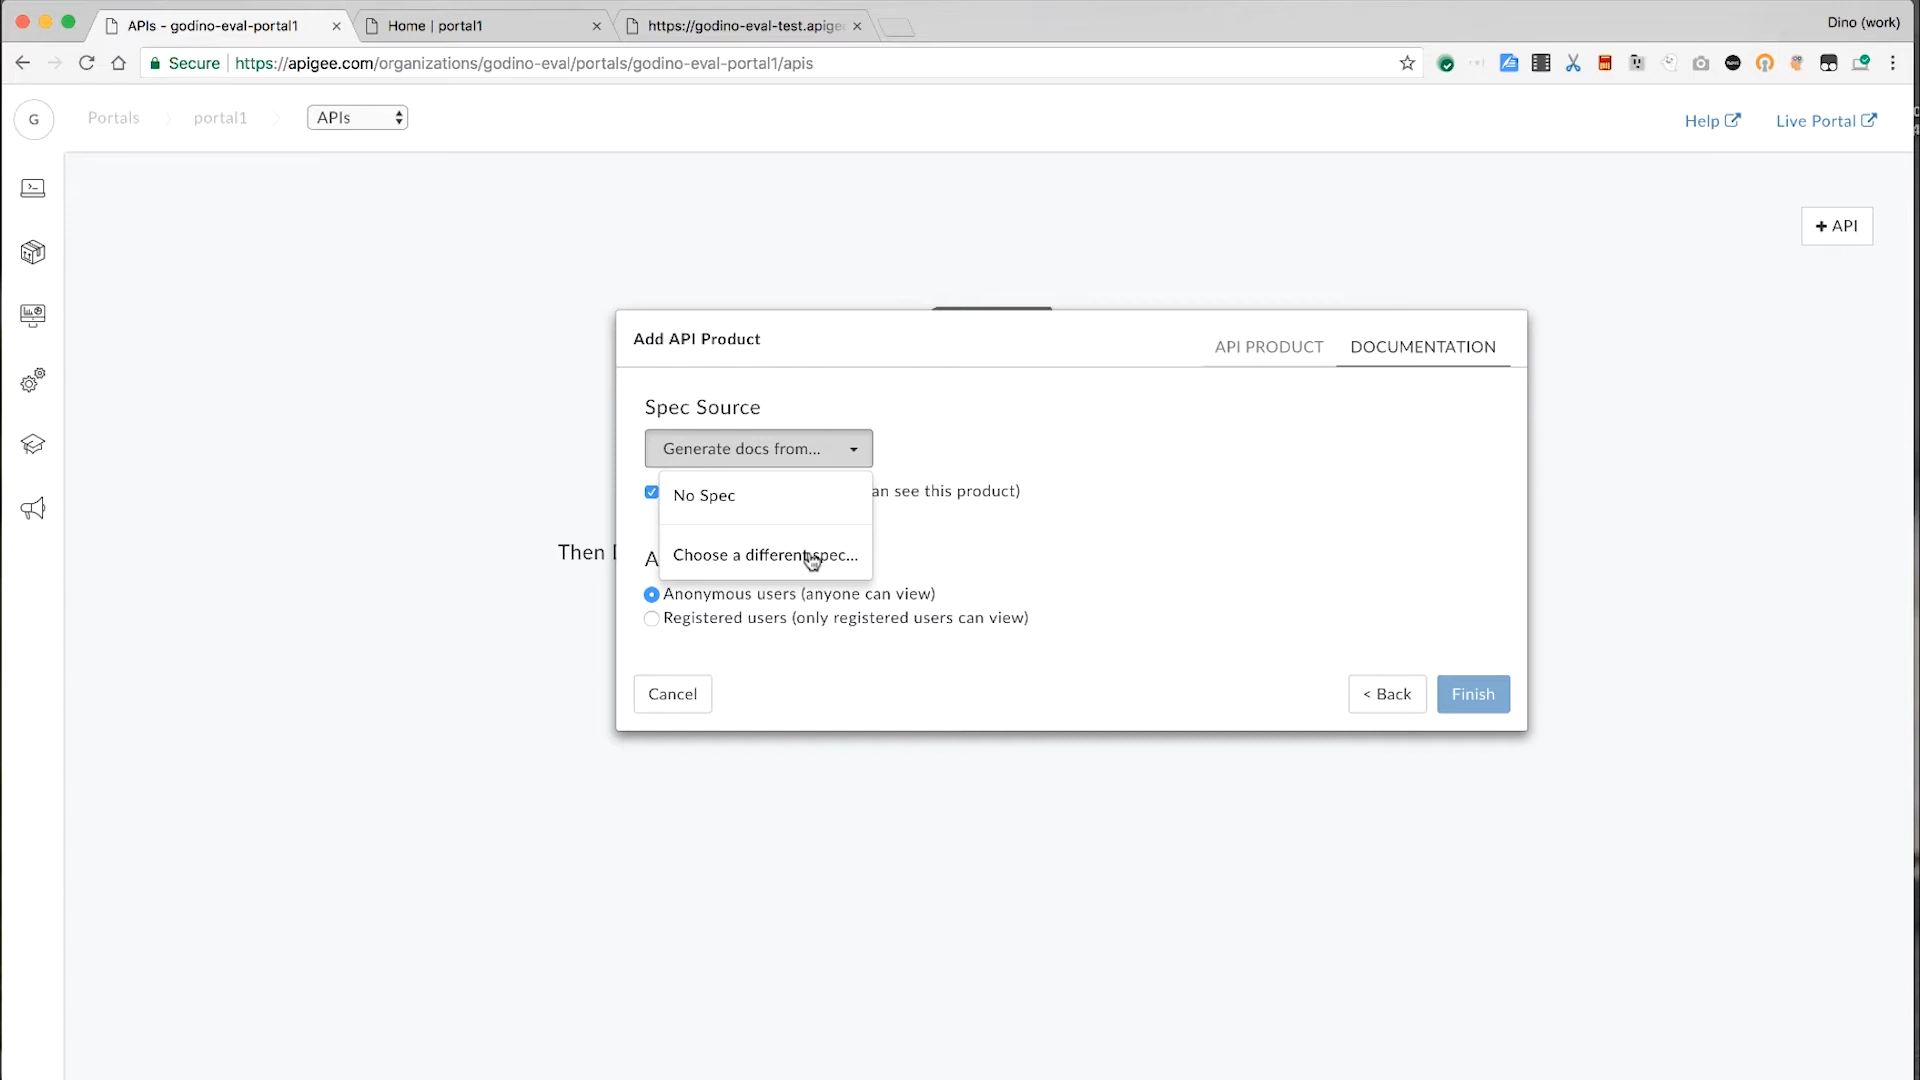 APIs - godino-eval-portal1
Home | portal1
https://godino-eval-test.apige
Dino (work)
Secure
https://apigee.com/organizations/godino-eval/portals/godino-eval-portal1/apis
G
Portals
portal1
APIs
Help
Live Portal
+ API
Add API Product
API PRODUCT
DOCUMENTATION
Spec Source
Generate docs from...
No Spec
an see this product)
Then
A
Choose a different spec...
Anonymous users (anyone can view)
Registered users (only registered users can view)
Cancel
< Back
Finish